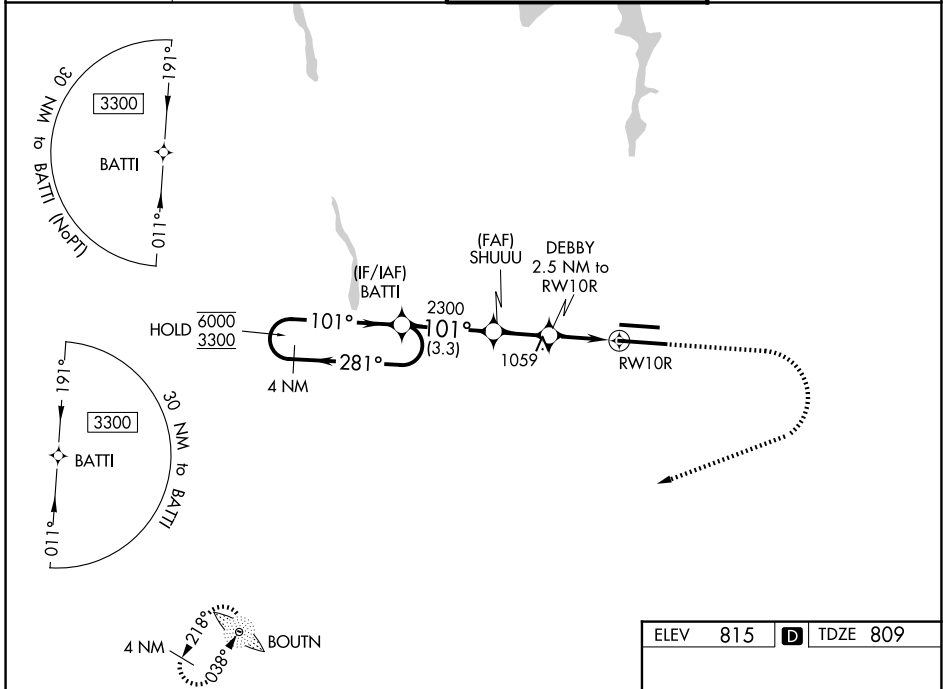 30 NM to BATTI (NoPT)
191°
3300
BATTI
011°
HOLD
6000
3300
101°
281°
4 NM
(IF/IAF)
BATTI
2300
101°
(3.3)
(FAF)
SHUUU
DEBBY
2.5 NM to
RW10R
1059
RW10R
191°
3300
BATTI
30 NM to BATTI
011°
4 NM
218°
038°
BOUTN
ELEV 815 D TDZE 809